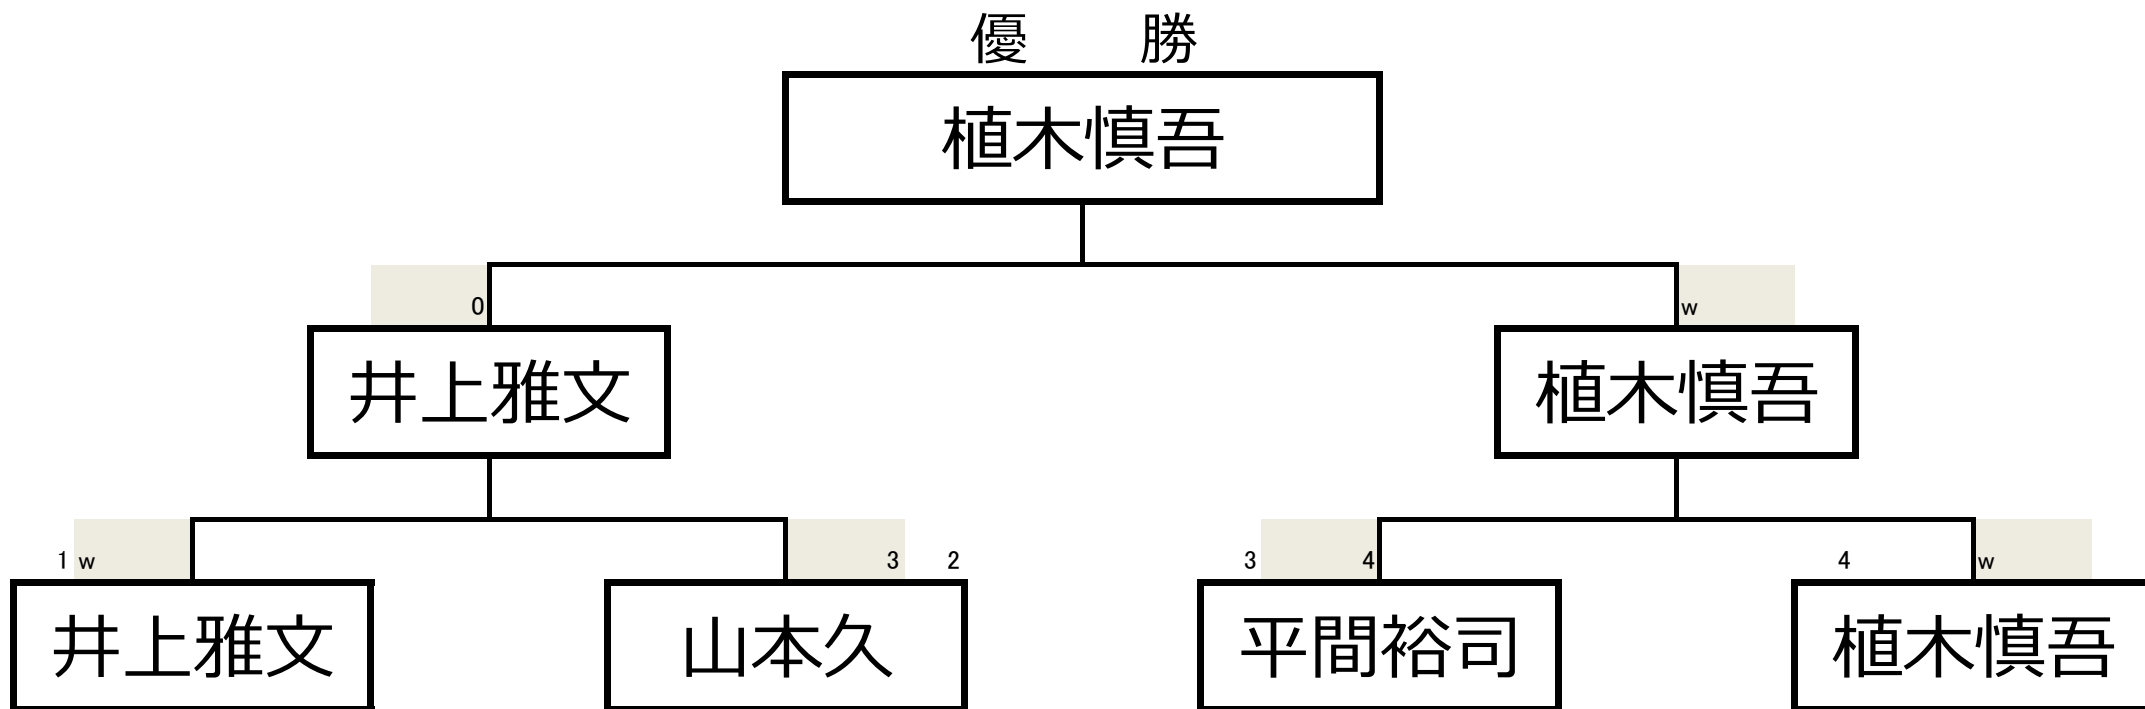 優 勝
植木慎吾
0 w
井上雅文 植木慎吾
1 w 3 2 3 4 4 w
井上雅文 山本久 平間裕司 植木慎吾